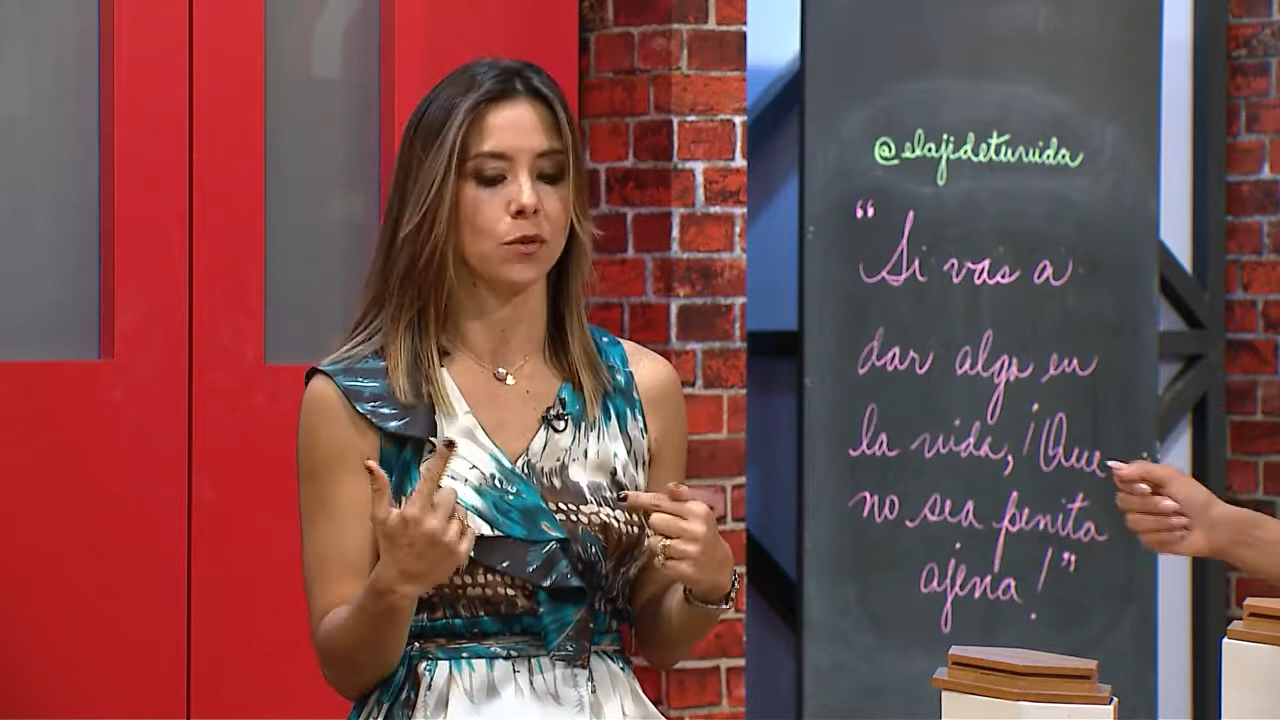 @elajidetuvida
"Si vas a
dar algo en
la vida, ¡Que
no sea penita
ajena!"